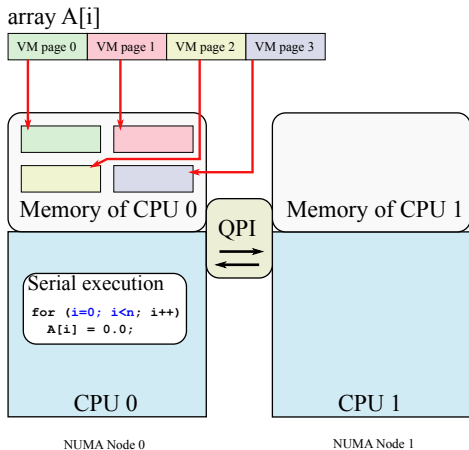 array A[i]
VM page 0 VM page 1 VM page 2 VM page 3
Memory of CPU 0
Memory of CPU 1
QPI
Serial execution
for (i=0; i<n; i++)
A[i] = 0.0;
CPU 0
CPU 1
NUMA Node 0
NUMA Node 1